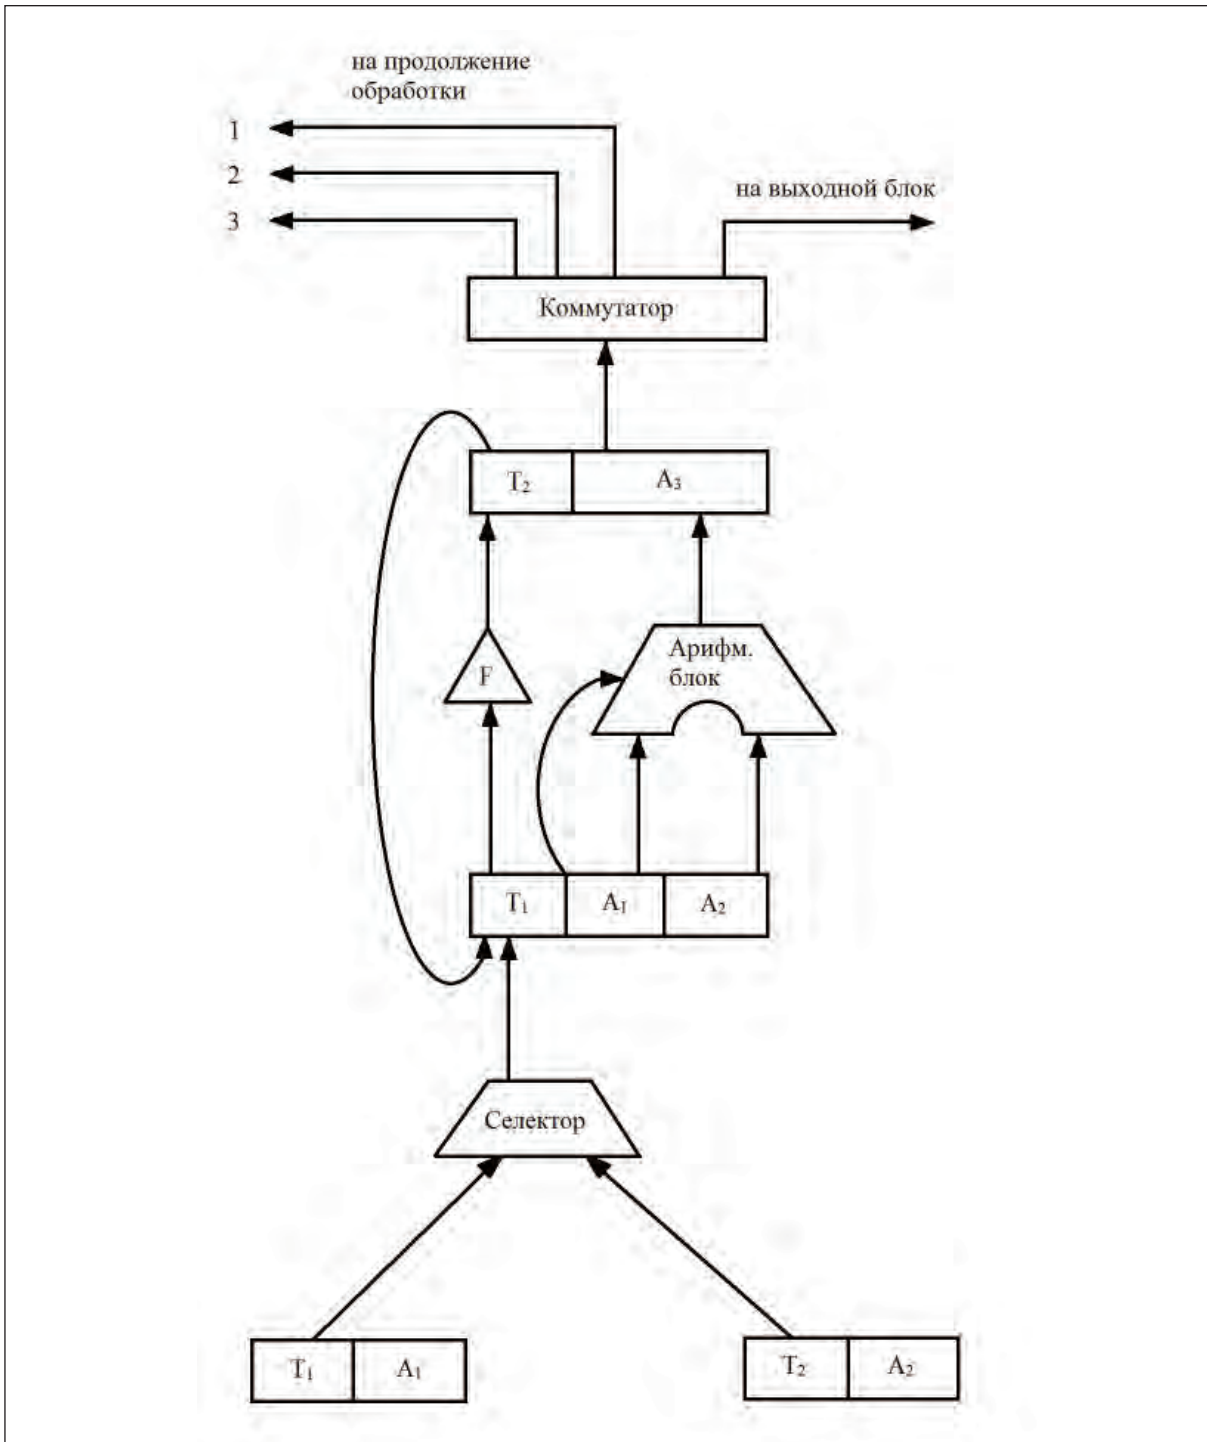 на продолжение
обработки
1
2
3
на выходной блок
Коммутатор
T₂ A₃
Арифм.
блок
F
T₁ A₁ A₂
Селектор
T₁ A₁
T₂ A₂